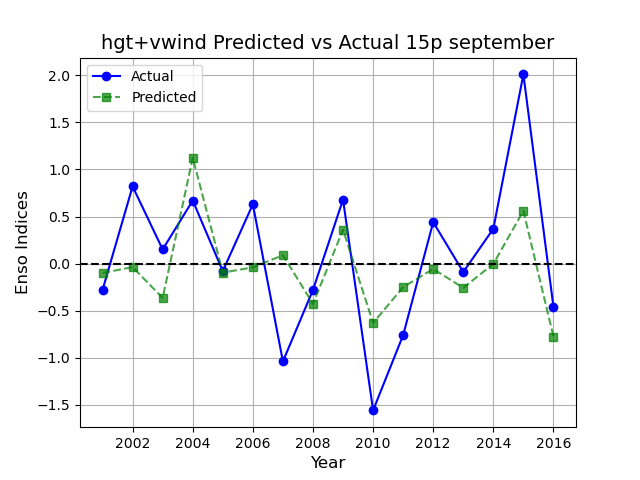 hgt+vwind Predicted vs Actual 15p september
Actual
Predicted
Enso Indices
2.0
1.5
1.0
0.5
0.0
−0.5
−1.0
−1.5
2002 2004 2006 2008 2010 2012 2014 2016
Year